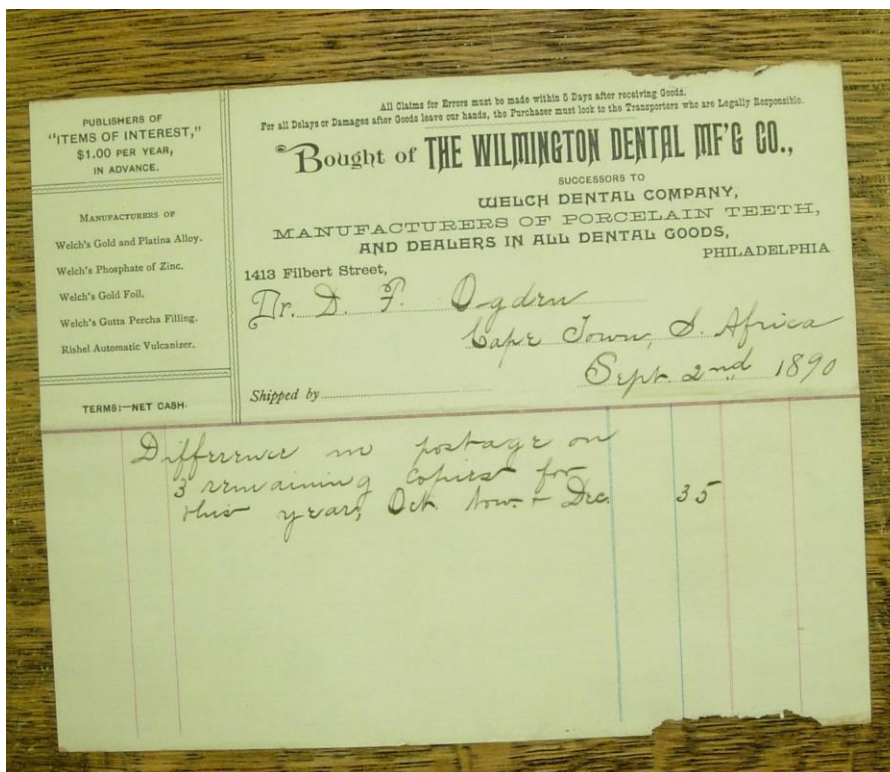 PUBLISHERS OF
"ITEMS OF INTEREST,"
$1.00 PER YEAR,
IN ADVANCE.
MANUFACTURERS OF
Welch's Gold and Platina Alloy.
Welch's Phosphate of Zinc.
Welch's Gold Foil.
Welch's Gutta Percha Filling.
Rishel Automatic Vulcanizer.
TERMS:—NET CASH.
All Claims for Errors must be made within 5 Days after receiving Goods.
For all Delays or Damages after Goods leave our hands, the Purchaser must look to the Transporters who are Legally Responsible.
Bought of THE WILMINGTON DENTAL MF'G CO.,
SUCCESSORS TO
WELCH DENTAL COMPANY,
MANUFACTURERS OF PORCELAIN TEETH,
AND DEALERS IN ALL DENTAL GOODS,
PHILADELPHIA
1413 Filbert Street,
Dr. D. F. Ogden
Cape Town, S. Africa
Sept. 2nd 1890
Shipped by
Difference in postage on
3 remaining copies for
this year, Oct. Nov. + Dec. 35